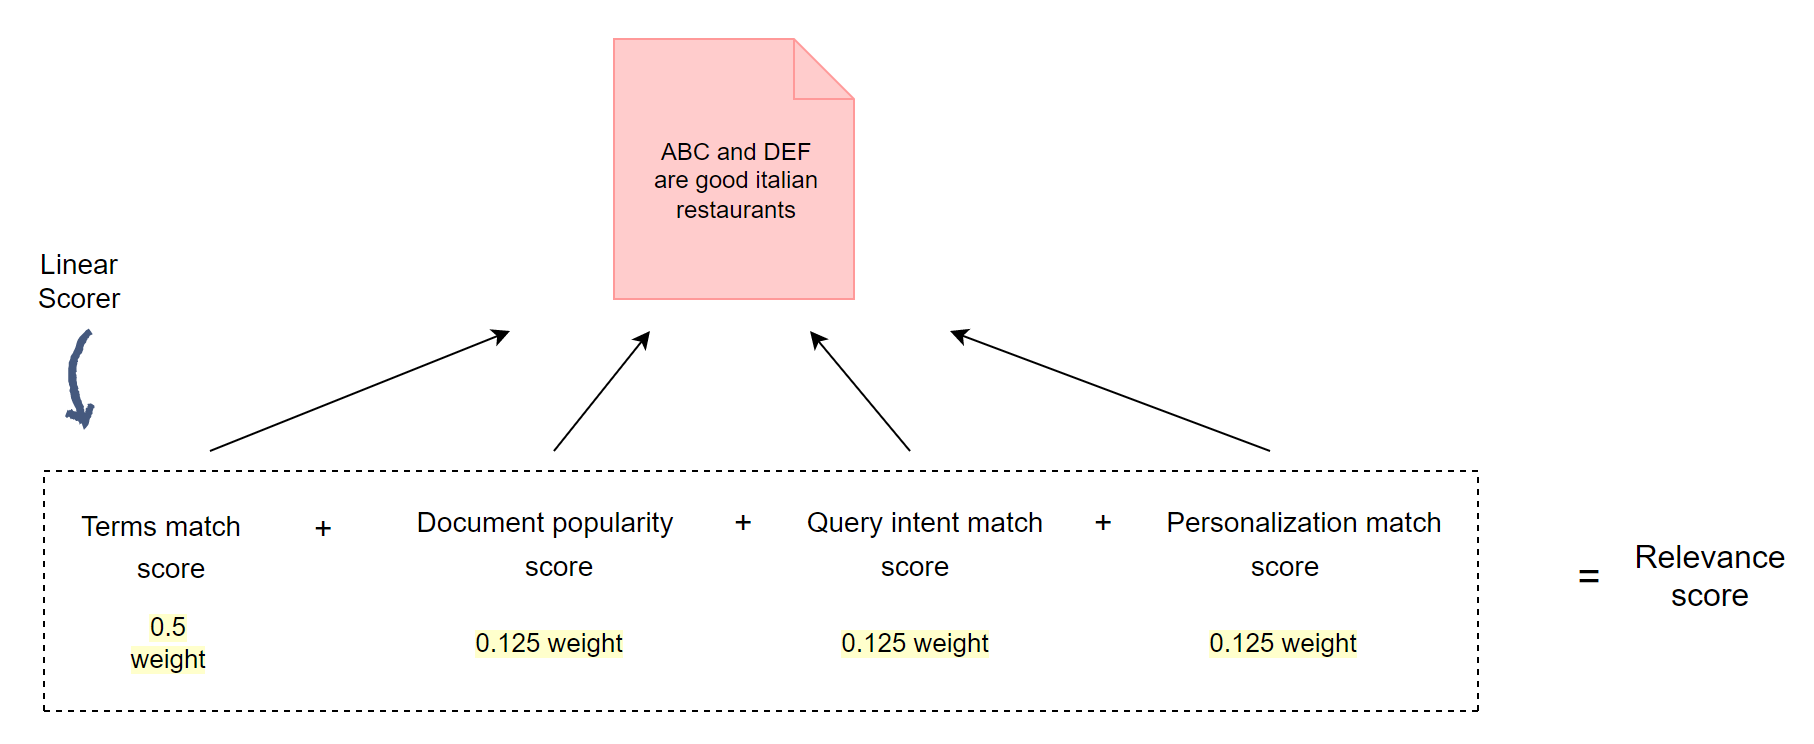 ABC and DEF
are good italian
restaurants
Linear
Scorer
Terms match + Document popularity + Query intent match + Personalization match
score score score score
= Relevance
score
0.5
weight
0.125 weight 0.125 weight 0.125 weight